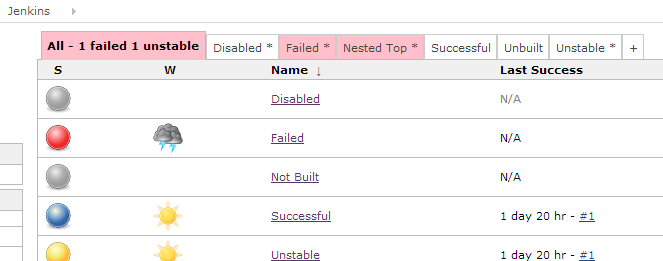 Jenkins
All - 1 failed 1 unstable Disabled * Failed * Nested Top * Successful Unbuilt Unstable * +
S W Name ↓ Last Success
Disabled N/A
Failed N/A
Not Built N/A
Successful 1 day 20 hr - #1
Unstable 1 day 20 hr - #1